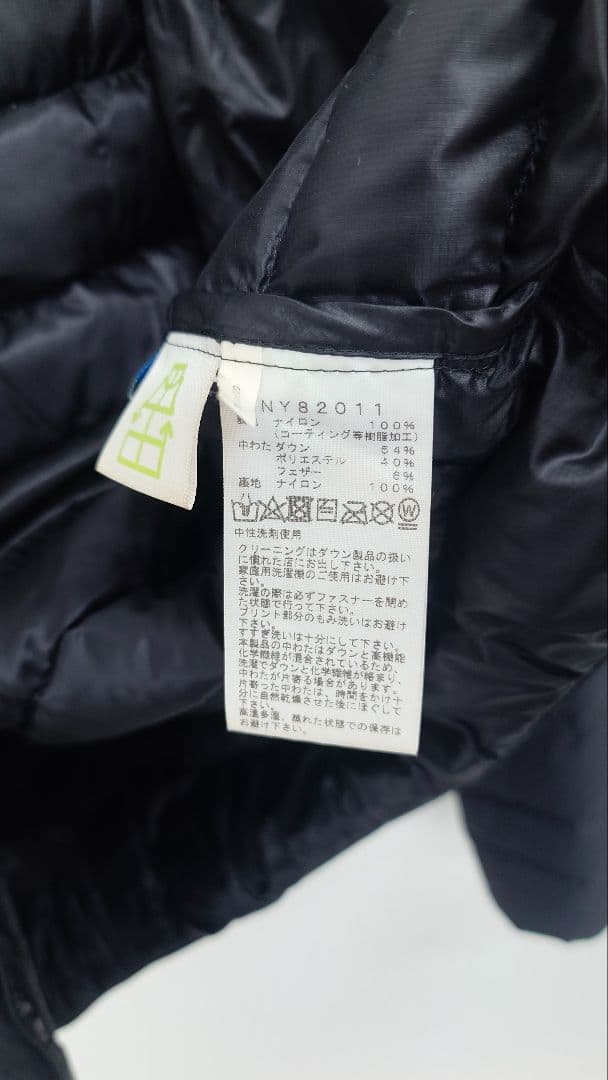 NY82011
表地 ナイロン 100%
(コーティング等樹脂加工)
中わた ダウン 54%
ポリエステル 40%
フェザー 6%
裏地 ナイロン 100%
W
中性洗剤使用
クリーニングはダウン製品の扱い
に慣れた店にお出し下さい。
家庭用洗濯機のご使用はお避け下
さい。
洗濯の際は必ずファスナーを閉め
た状態で行って下さい。
プリント部分のもみ洗いはお避け
下さい。
すすぎ洗いは十分にして下さい。
本製品の中わたはダウンと高機能
化学繊維が混合されているため、
洗濯でダウンと化学繊維が絡まり、
中わたが片寄る場合があります。
片寄った中わたは、時間をかけ十
分に自然乾燥させた後にほぐして
下さい。
高温多湿、蒸れた状態での保存は
お避け下さい。